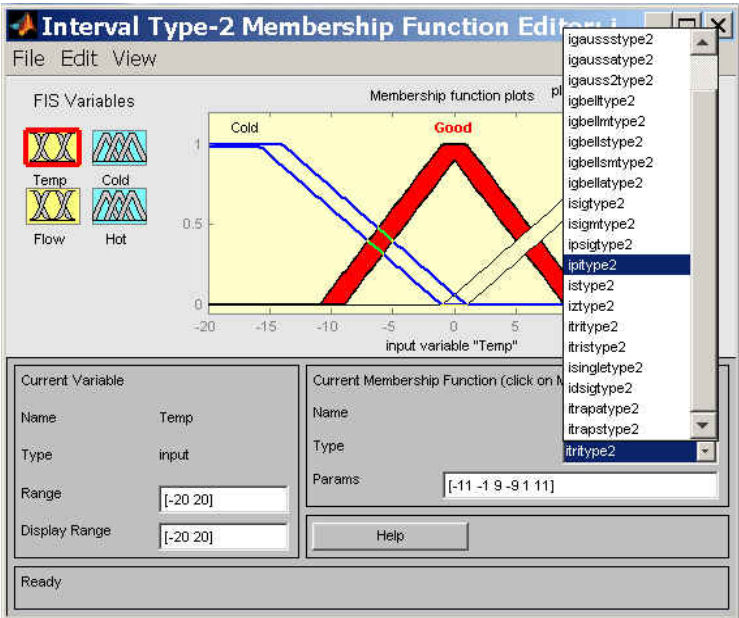 Interval Type-2 Membership Function Editor: i
File Edit View
FIS Variables
Temp
Cold
Flow
Hot
Membership function plots pl
Cold
Good
1
0.5
0
-20 -15 -10 -5 0 5
input variable "Temp"
igaussstype2
igaussatype2
igauss2type2
igbelltype2
igbellmtype2
igbellstype2
igbellsmtype2
igbellatype2
isigtype2
isigmtype2
ipsigtype2
ipitype2
istype2
iztype2
itritype2
itristype2
isingletype2
idsigtype2
itrapatype2
itrapstype2
itritype2
Current Variable
Name Temp
Type input
Range [-20 20]
Display Range [-20 20]
Current Membership Function (click on M
Name
Type
Params [-11 -1 9 -9 1 11]
Help
Ready